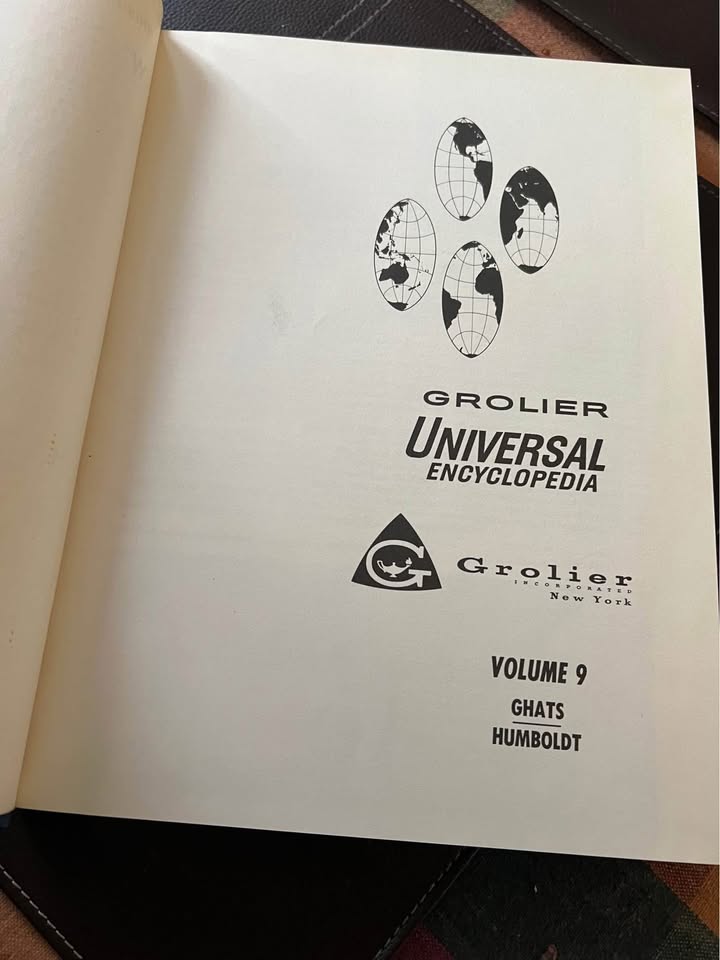 GROLIER
UNIVERSAL
ENCYCLOPEDIA
Grolier
INCORPORATED
New York
VOLUME 9
GHATS
HUMBOLDT